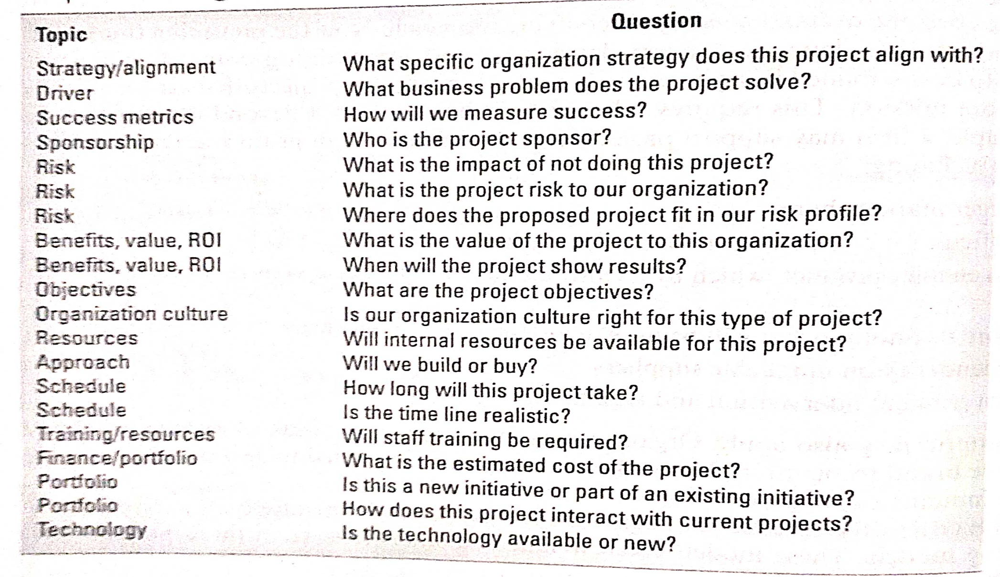 Topic Question
Strategy/alignment What specific organization strategy does this project align with?
Driver What business problem does the project solve?
Success metrics How will we measure success?
Sponsorship Who is the project sponsor?
Risk What is the impact of not doing this project?
Risk What is the project risk to our organization?
Risk Where does the proposed project fit in our risk profile?
Benefits, value, ROI What is the value of the project to this organization?
Benefits, value, ROI When will the project show results?
Objectives What are the project objectives?
Organization culture Is our organization culture right for this type of project?
Resources Will internal resources be available for this project?
Approach Will we build or buy?
Schedule How long will this project take?
Schedule Is the time line realistic?
Training/resources Will staff training be required?
Finance/portfolio What is the estimated cost of the project?
Portfolio Is this a new initiative or part of an existing initiative?
Portfolio How does this project interact with current projects?
Technology Is the technology available or new?